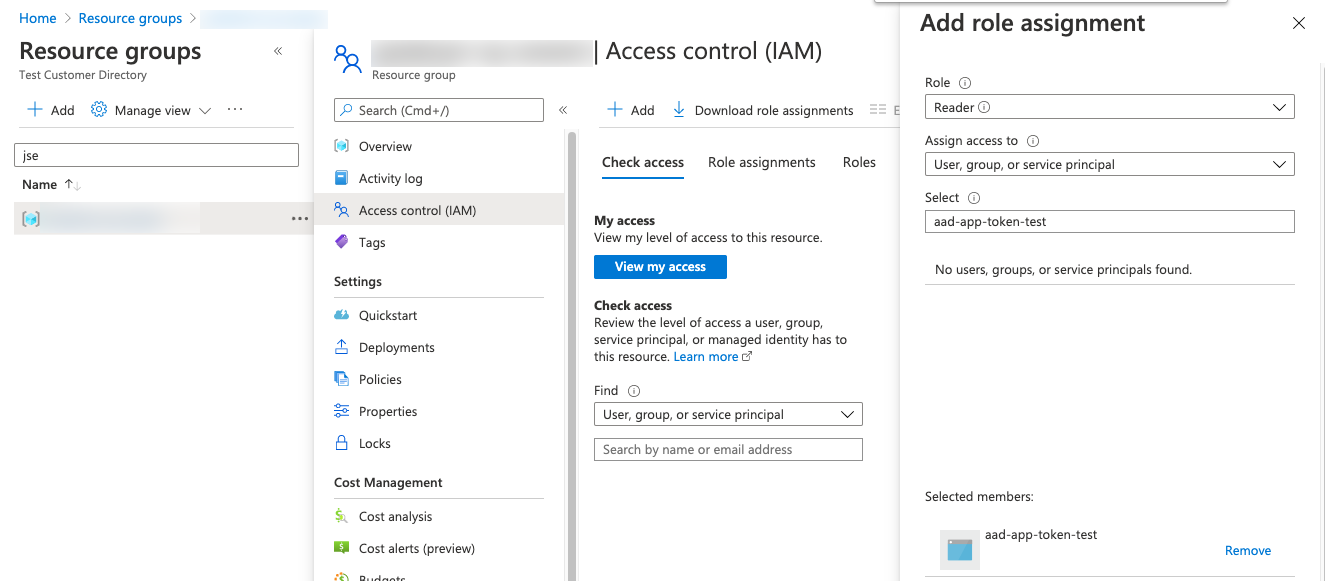 Home > Resource groups >
Resource groups
Test Customer Directory
Add
Manage view
jse
Name
| Access control (IAM)
Resource group
Search (Cmd+/)
Overview
Activity log
Access control (IAM)
Tags
Settings
Quickstart
Deployments
Policies
Properties
Locks
Cost Management
Cost analysis
Cost alerts (preview)
Budgets
Add
Download role assignments
Check access
Role assignments
Roles
My access
View my level of access to this resource.
View my access
Check access
Review the level of access a user, group,
service principal, or managed identity has to
this resource. Learn more
Find
User, group, or service principal
Search by name or email address
Add role assignment
Role
Reader
Assign access to
User, group, or service principal
Select
aad-app-token-test
No users, groups, or service principals found.
Selected members:
aad-app-token-test
Remove